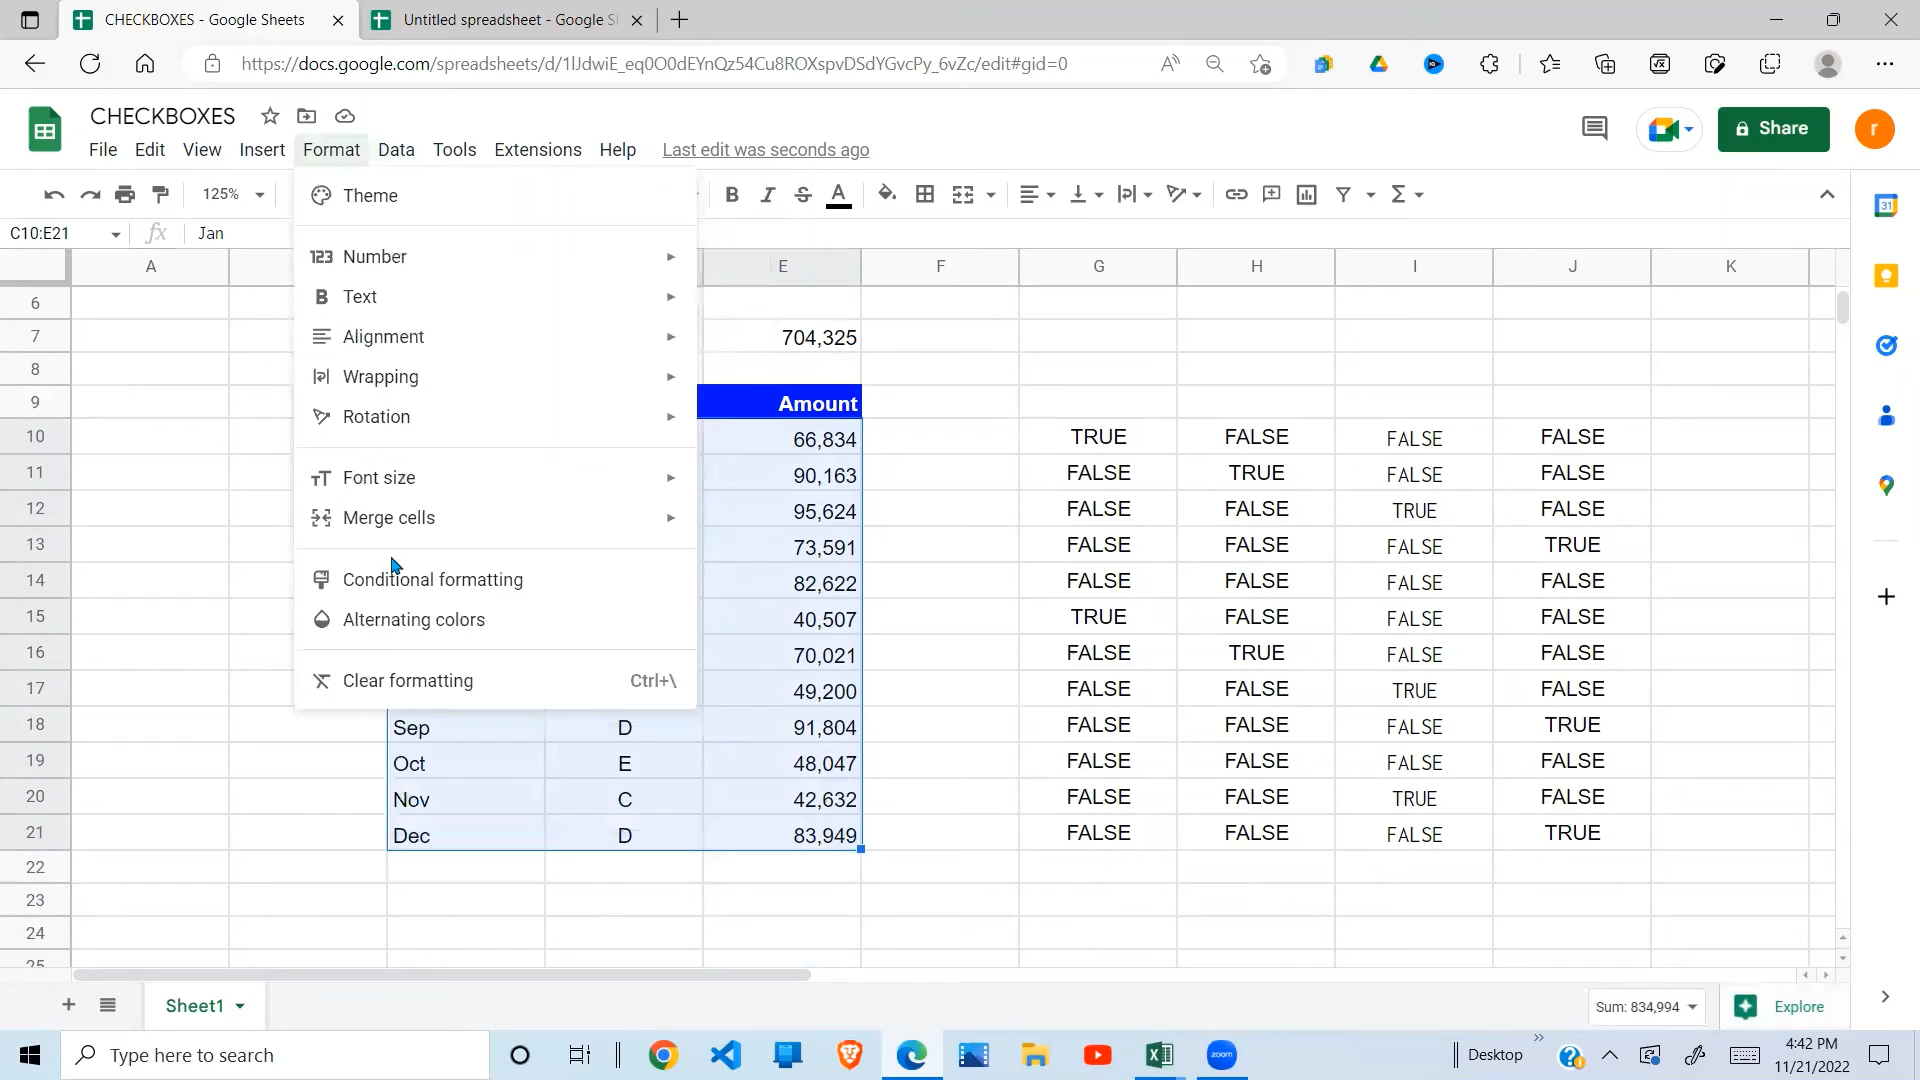 CHECKBOXES - Google Sheets
Untitled spreadsheet - Google S
https://docs.google.com/spreadsheets/d/1lJdwiE_eq0O0dEYnQz54Cu8ROXspvDSdYGvcPy_6vZc/edit#gid=0
CHECKBOXES
File Edit View Insert Format Data Tools Extensions Help Last edit was seconds ago
Share
r
125%
C10:E21 fx Jan
Theme
123 Number
B Text
Alignment
Wrapping
Rotation
Font size
Merge cells
Conditional formatting
Alternating colors
Clear formatting Ctrl+\
A E F G H I J K
6
7 704,325
8
9 Amount
10 66,834 TRUE FALSE FALSE FALSE
11 90,163 FALSE TRUE FALSE FALSE
12 95,624 FALSE FALSE TRUE FALSE
13 73,591 FALSE FALSE FALSE TRUE
14 82,622 FALSE FALSE FALSE FALSE
15 40,507 TRUE FALSE FALSE FALSE
16 70,021 FALSE TRUE FALSE FALSE
17 49,200 FALSE FALSE TRUE FALSE
18 Sep D 91,804 FALSE FALSE FALSE TRUE
19 Oct E 48,047 FALSE FALSE FALSE FALSE
20 Nov C 42,632 FALSE FALSE TRUE FALSE
21 Dec D 83,949 FALSE FALSE FALSE TRUE
22
23
24
25
Sheet1
Sum: 834,994
Explore
Type here to search
zoom
Desktop
4:42 PM
11/21/2022